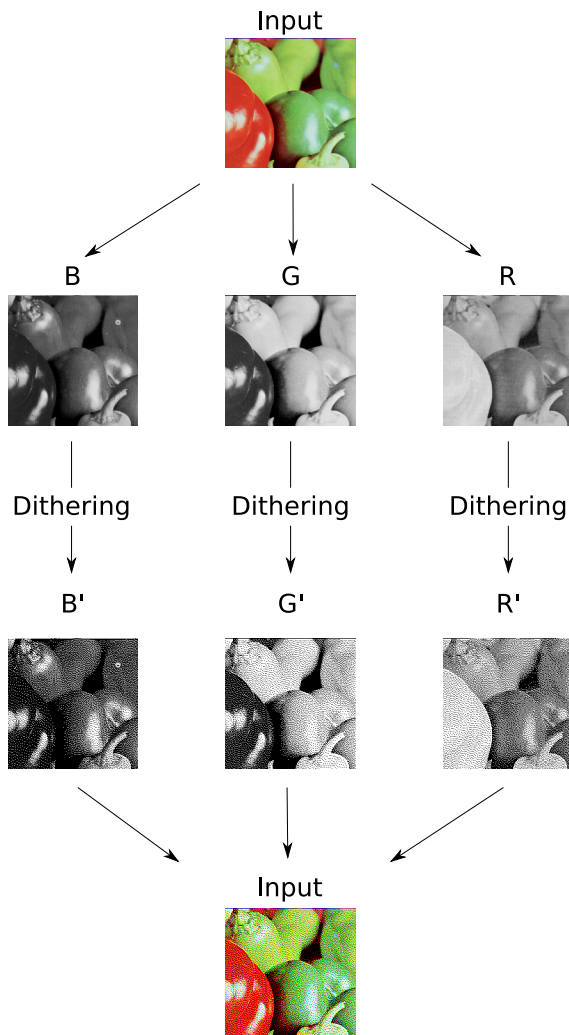 Input
B G R
Dithering Dithering Dithering
B' G' R'
Input